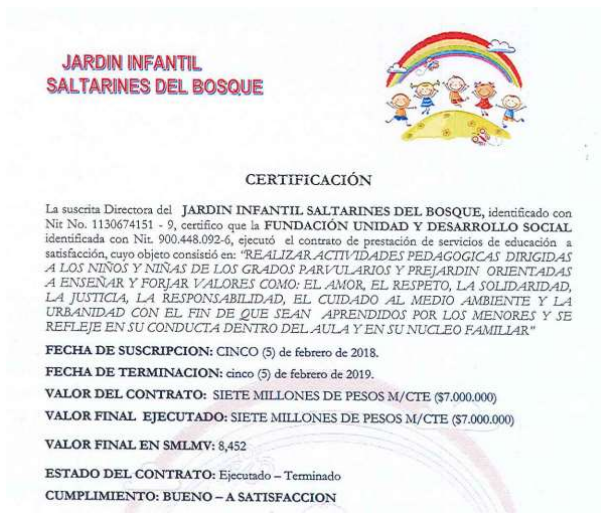 JARDIN INFANTIL
SALTARINES DEL BOSQUE
CERTIFICACIÓN
La suscrita Directora del JARDIN INFANTIL SALTARINES DEL BOSQUE, identificado con
Nit No. 1130674151 - 9, certifico que la FUNDACIÓN UNIDAD Y DESARROLLO SOCIAL
identificada con Nit. 900.448.092-6, ejecutó el contrato de prestación de servicios de educación a
satisfacción, cuyo objeto consistió en: "REALIZAR ACTIVIDADES PEDAGOGICAS DIRIGIDAS
A LOS NIÑOS Y NIÑAS DE LOS GRADOS PARVULARIOS Y PREJARDIN ORIENTADAS
A ENSEÑAR Y FORJAR VALORES COMO: EL AMOR, EL RESPETO, LA SOLIDARIDAD,
LA JUSTICIA, LA RESPONSABILIDAD, EL CUIDADO AL MEDIO AMBIENTE Y LA
URBANIDAD CON EL FIN DE QUE SEAN APRENDIDOS POR LOS MENORES Y SE
REFLEJE EN SU CONDUCTA DENTRO DEL AULA Y EN SU NUCLEO FAMILIAR"
FECHA DE SUSCRIPCION: CINCO (5) de febrero de 2018.
FECHA DE TERMINACION: cinco (5) de febrero de 2019.
VALOR DEL CONTRATO: SIETE MILLONES DE PESOS M/CTE ($7.000.000)
VALOR FINAL EJECUTADO: SIETE MILLONES DE PESOS M/CTE ($7.000.000)
VALOR FINAL EN SMLMV: 8,452
ESTADO DEL CONTRATO: Ejecutado – Terminado
CUMPLIMIENTO: BUENO – A SATISFACCION